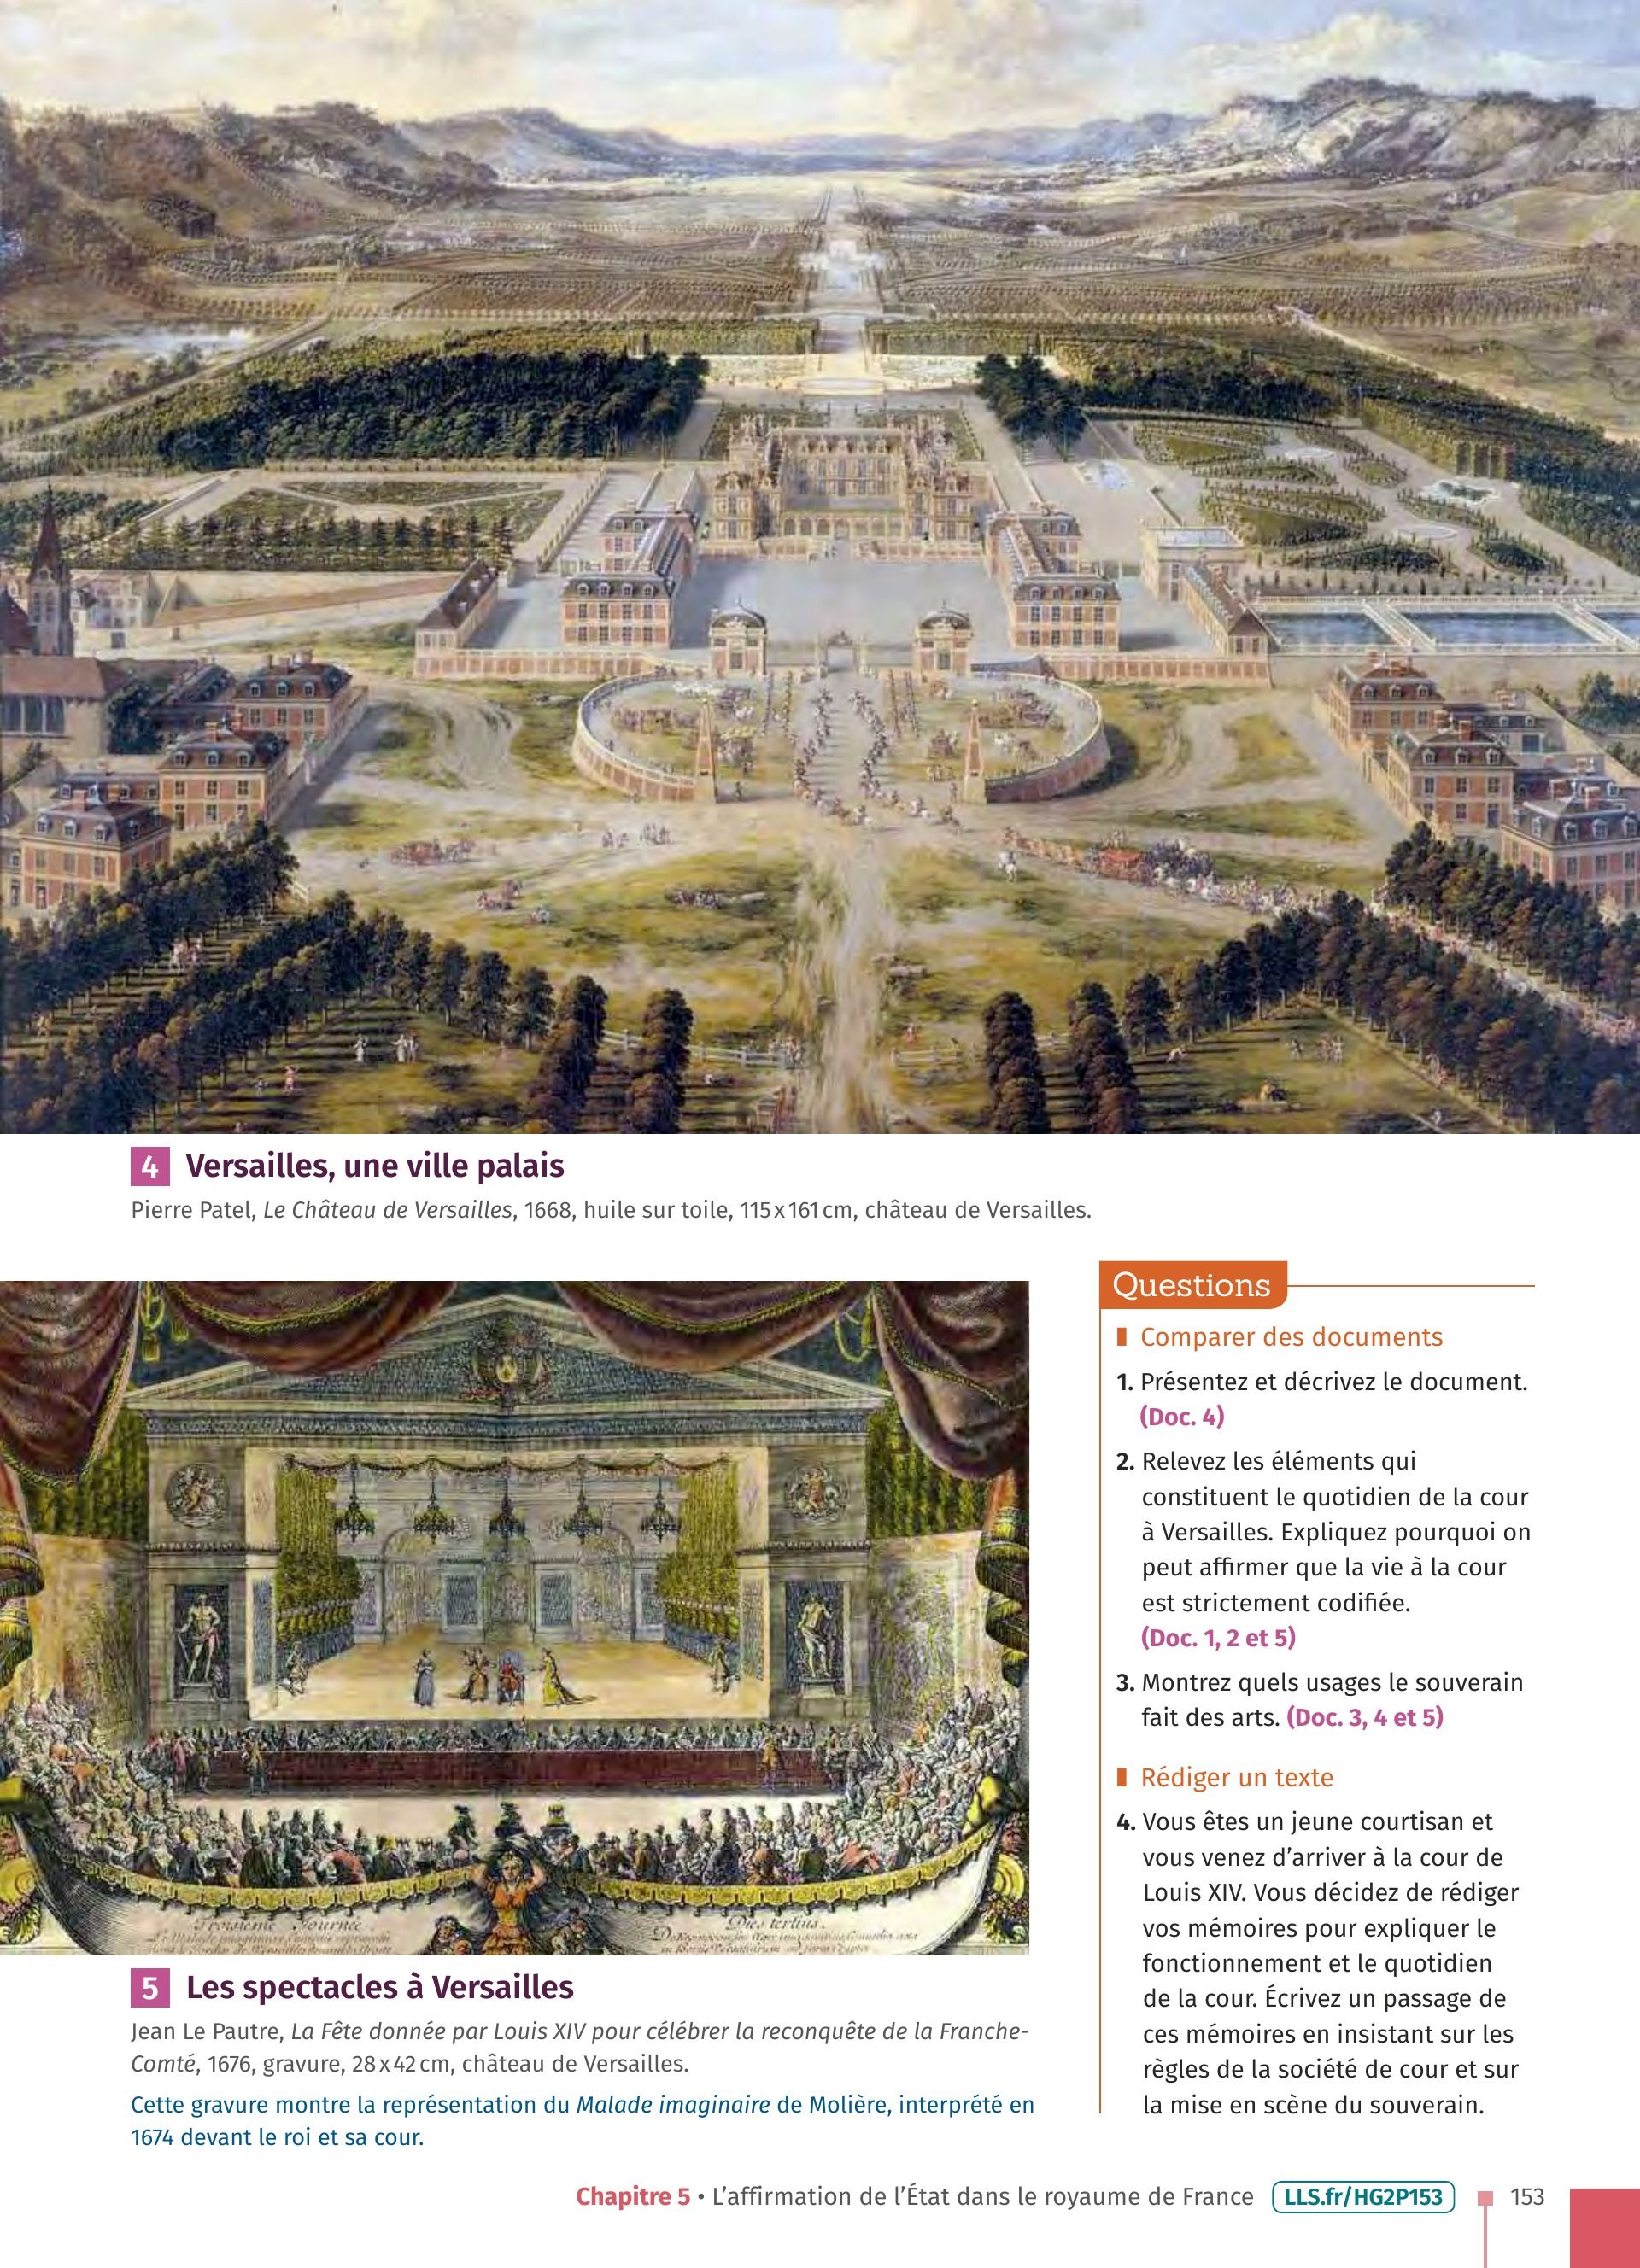 4 Versailles, une ville palais
Pierre Patel, Le Château de Versailles, 1668, huile sur toile, 115 x 161 cm, château de Versailles.
Troisième Journée.
Dies tertius.
5 Les spectacles à Versailles
Jean Le Pautre, La Fête donnée par Louis XIV pour célébrer la reconquête de la Franche-
Comté, 1676, gravure, 28 x 42 cm, château de Versailles.
Cette gravure montre la représentation du Malade imaginaire de Molière, interprété en
1674 devant le roi et sa cour.
Questions
Comparer des documents
1. Présentez et décrivez le document.
(Doc. 4)
2. Relevez les éléments qui
constituent le quotidien de la cour
à Versailles. Expliquez pourquoi on
peut affirmer que la vie à la cour
est strictement codifiée.
(Doc. 1, 2 et 5)
3. Montrez quels usages le souverain
fait des arts. (Doc. 3, 4 et 5)
Rédiger un texte
4. Vous êtes un jeune courtisan et
vous venez d'arriver à la cour de
Louis XIV. Vous décidez de rédiger
vos mémoires pour expliquer le
fonctionnement et le quotidien
de la cour. Écrivez un passage de
ces mémoires en insistant sur les
règles de la société de cour et sur
la mise en scène du souverain.
Chapitre 5 • L'affirmation de l'État dans le royaume de France LLS.fr/HG2P153 153